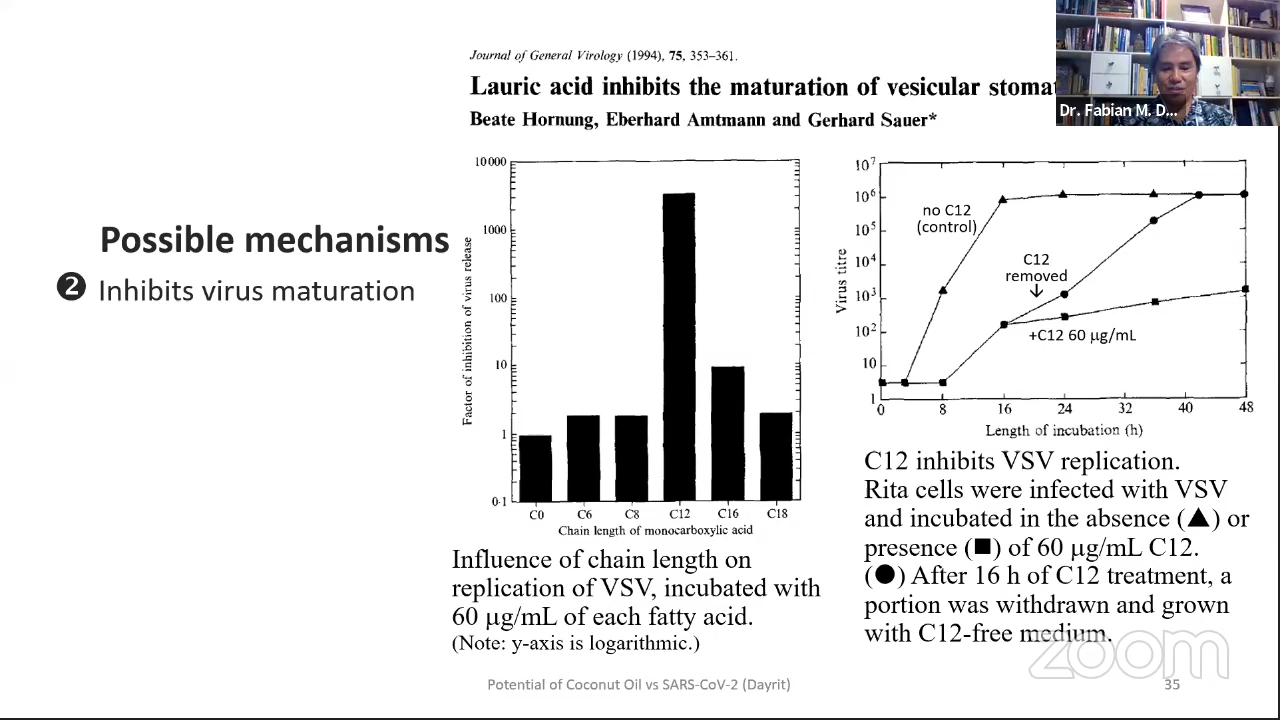 Journal of General Virology (1994), 75, 353–361.
Lauric acid inhibits the maturation of vesicular
Beate Hornung, Eberhard Amtmann and Gerhard Sauer*
Dr. Fabian M. D...
Possible mechanisms
❷ Inhibits virus maturation
Factor of inhibition of virus release
10000
1000
100
10
1
0·1
C0 C6 C8 C12 C16 C18
Chain length of monocarboxylic acid
Influence of chain length on
replication of VSV, incubated with
60 μg/mL of each fatty acid.
(Note: y-axis is logarithmic.)
Virus titre
10⁷
10⁶
10⁵
10⁴
10³
10²
10
1
no C12
(control)
C12
removed
↓
+C12 60 μg/mL
0 8 16 24 32 40 48
Length of incubation (h)
C12 inhibits VSV replication.
Rita cells were infected with VSV
and incubated in the absence (▲) or
presence (■) of 60 μg/mL C12.
(●) After 16 h of C12 treatment, a
portion was withdrawn and grown
with C12-free medium.
zoom
Potential of Coconut Oil vs SARS-CoV-2 (Dayrit)
35